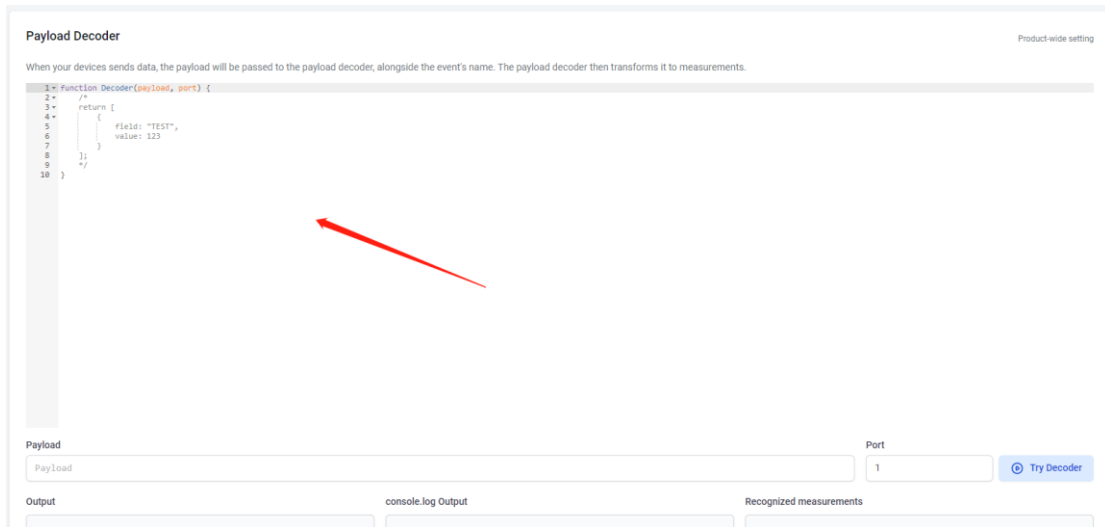 Payload Decoder
Product-wide setting
When your devices sends data, the payload will be passed to the payload decoder, alongside the event's name. The payload decoder then transforms it to measurements.
1 function Decoder(payload, port) {
2 /*
3 return [
4 {
5 field: "TEST",
6 value: 123
7 }
8 ];
9 */
10 }
Payload
Port
Payload
1
Try Decoder
Output
console.log Output
Recognized measurements